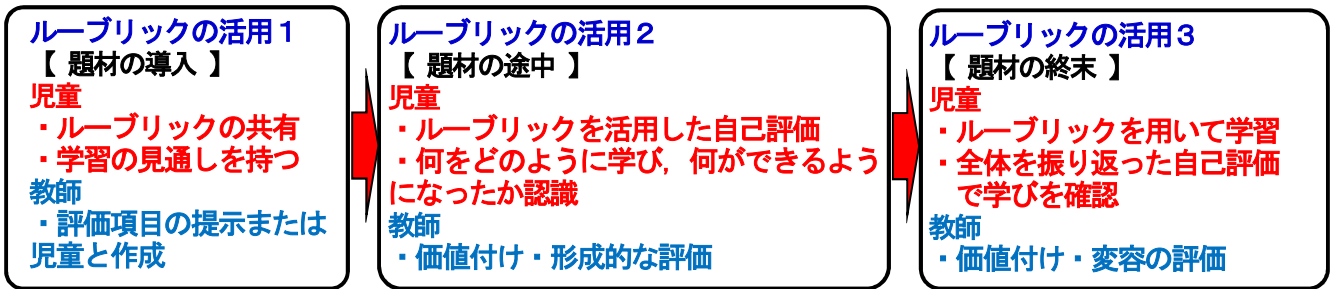 ルーブリックの活用１
【 題材の導入 】
児童
・ルーブリックの共有
・学習の見通しを持つ
教師
・評価項目の提示または
児童と作成
ルーブリックの活用２
【 題材の途中 】
児童
・ルーブリックを活用した自己評価
・何をどのように学び，何ができるよう
になったか認識
教師
・価値付け・形成的な評価
ルーブリックの活用３
【 題材の終末 】
児童
・ルーブリックを用いて学習
・全体を振り返った自己評価
で学びを確認
教師
・価値付け・変容の評価